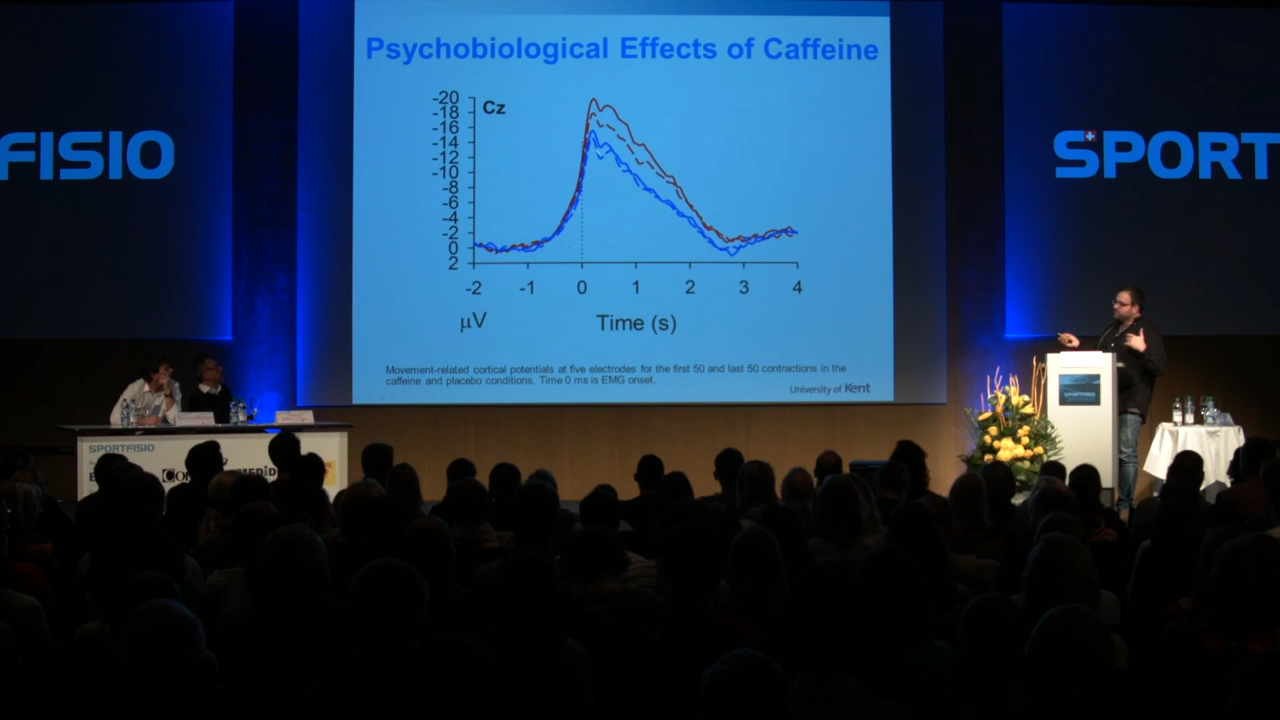 Psychobiological Effects of Caffeine
-20
-18
-16
-14
-12
-10
-8
-6
-4
-2
0
2
Cz
-2 -1 0 1 2 3 4
µV
Time (s)
Movement-related cortical potentials at five electrodes for the first 50 and last 50 contractions in the
caffeine and placebo conditions. Time 0 ms is EMG onset.
University of Kent
FISIO
SPORT
SPORTFISIO
SPORTFISIO